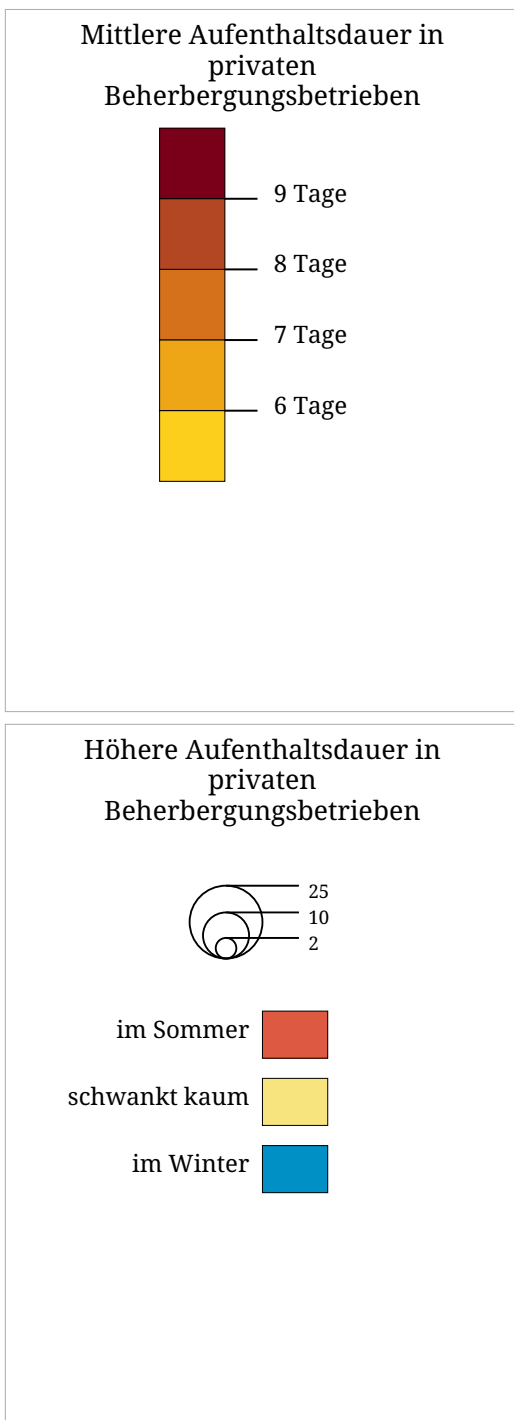 Mittlere Aufenthaltsdauer in
privaten
Beherbergungsbetrieben
9 Tage
8 Tage
7 Tage
6 Tage
Höhere Aufenthaltsdauer in
privaten
Beherbergungsbetrieben
25
10
2
im Sommer
schwankt kaum
im Winter